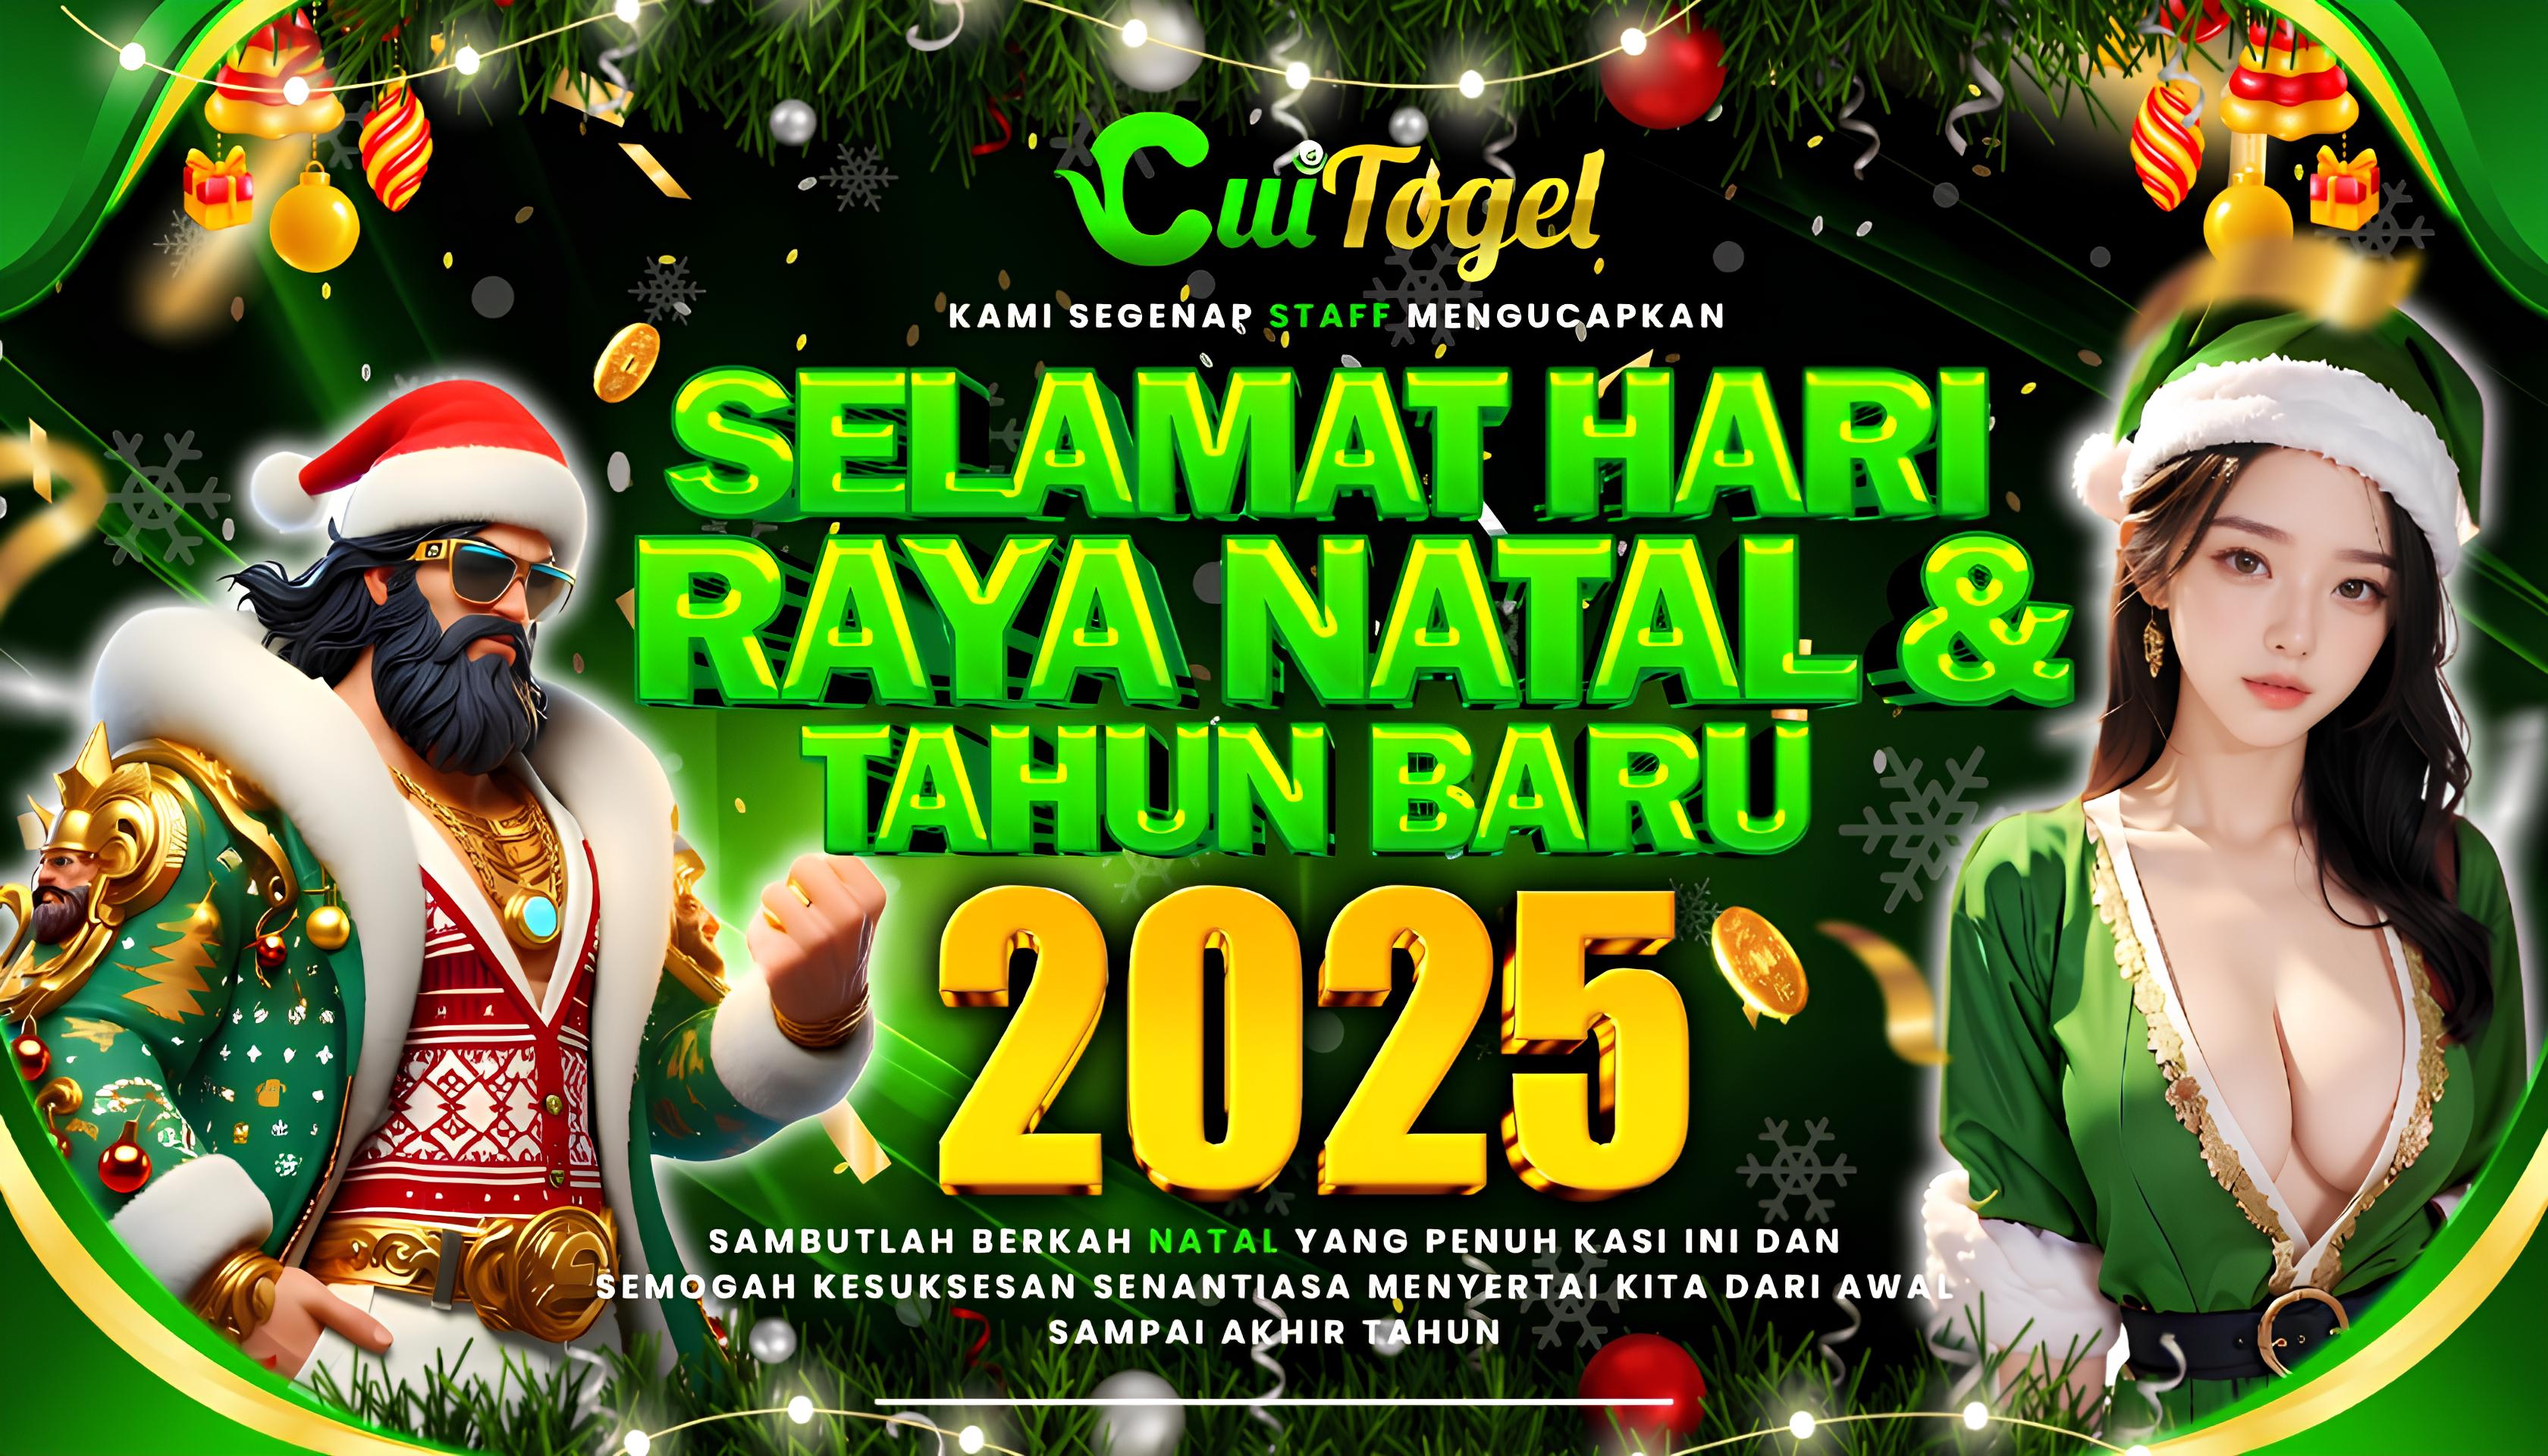 CuiTogel
KAMI SEGENAP STAFF MENGUCAPKAN
SELAMAT HARI
RAYA NATAL &
TAHUN BARU
2025
SAMBUTLAH BERKAH NATAL YANG PENUH KASI INI DAN
SEMOGAH KESUKSESAN SENANTIASA MENYERTAI KITA DARI AWAL
SAMPAI AKHIR TAHUN